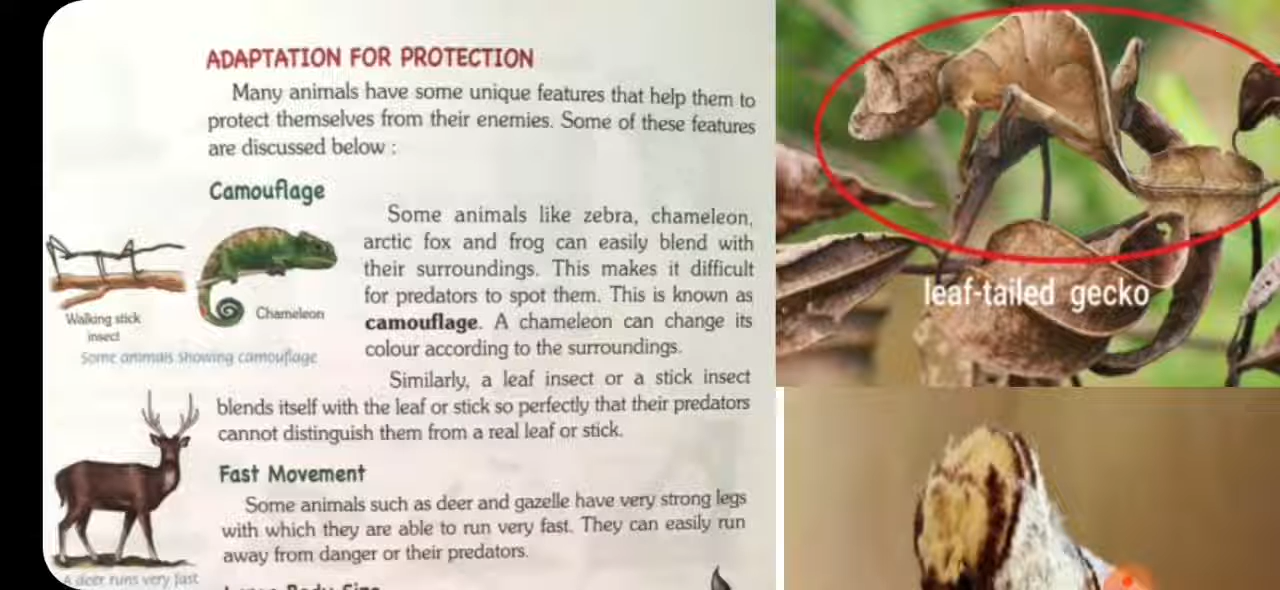 ADAPTATION FOR PROTECTION
Many animals have some unique features that help them to
protect themselves from their enemies. Some of these features
are discussed below :
Camouflage
Some animals like zebra, chameleon,
arctic fox and frog can easily blend with
their surroundings. This makes it difficult
for predators to spot them. This is known as
camouflage. A chameleon can change its
colour according to the surroundings.
Walking stick
insect
Chameleon
Some animals showing camouflage
Similarly, a leaf insect or a stick insect
blends itself with the leaf or stick so perfectly that their predators
cannot distinguish them from a real leaf or stick.
Fast Movement
Some animals such as deer and gazelle have very strong legs
with which they are able to run very fast. They can easily run
away from danger or their predators.
A deer runs very fast
leaf-tailed gecko